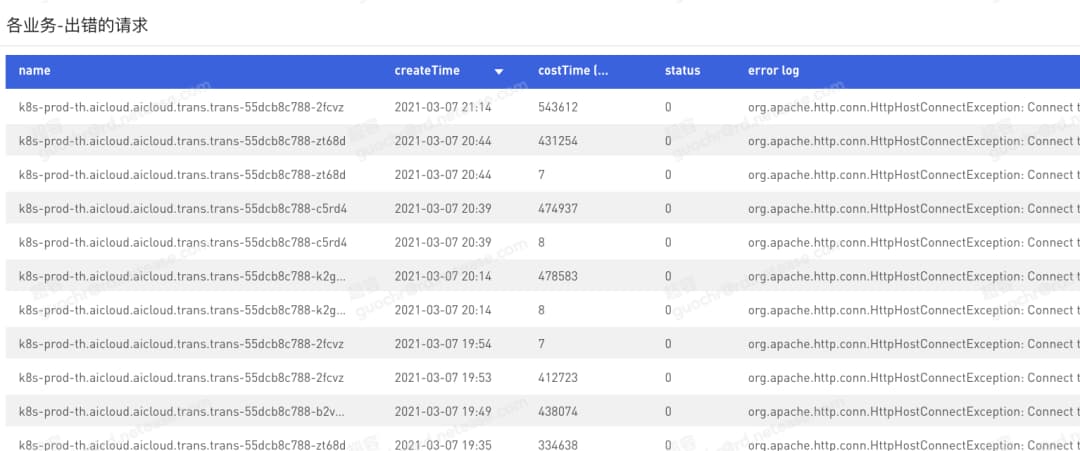 各业务-出错的请求
name createTime costTime (... status error log
k8s-prod-th.aicloud.aicloud.trans.trans-55dcb8c788-2fcvz 2021-03-07 21:14 543612 0 org.apache.http.conn.HttpHostConnectException: Connect t
k8s-prod-th.aicloud.aicloud.trans.trans-55dcb8c788-zt68d 2021-03-07 20:44 431254 0 org.apache.http.conn.HttpHostConnectException: Connect t
k8s-prod-th.aicloud.aicloud.trans.trans-55dcb8c788-zt68d 2021-03-07 20:44 7 0 org.apache.http.conn.HttpHostConnectException: Connect t
k8s-prod-th.aicloud.aicloud.trans.trans-55dcb8c788-c5rd4 2021-03-07 20:39 474937 0 org.apache.http.conn.HttpHostConnectException: Connect t
k8s-prod-th.aicloud.aicloud.trans.trans-55dcb8c788-c5rd4 2021-03-07 20:39 8 0 org.apache.http.conn.HttpHostConnectException: Connect t
k8s-prod-th.aicloud.aicloud.trans.trans-55dcb8c788-k2g... 2021-03-07 20:14 478583 0 org.apache.http.conn.HttpHostConnectException: Connect t
k8s-prod-th.aicloud.aicloud.trans.trans-55dcb8c788-k2g... 2021-03-07 20:14 8 0 org.apache.http.conn.HttpHostConnectException: Connect t
k8s-prod-th.aicloud.aicloud.trans.trans-55dcb8c788-2fcvz 2021-03-07 19:54 7 0 org.apache.http.conn.HttpHostConnectException: Connect t
k8s-prod-th.aicloud.aicloud.trans.trans-55dcb8c788-2fcvz 2021-03-07 19:53 412723 0 org.apache.http.conn.HttpHostConnectException: Connect t
k8s-prod-th.aicloud.aicloud.trans.trans-55dcb8c788-b2v... 2021-03-07 19:49 438074 0 org.apache.http.conn.HttpHostConnectException: Connect t
k8s-prod-th.aicloud.aicloud.trans.trans-55dcb8c788-zt68d 2021-03-07 19:35 334638 0 org.apache.http.conn.HttpHostConnectException: Connect t